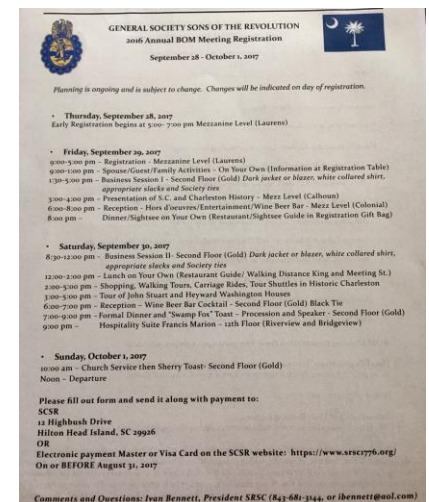 GENERAL SOCIETY SONS OF THE REVOLUTION
2016 Annual BOM Meeting Registration
September 28 - October 1, 2017
Planning is ongoing and is subject to change. Changes will be indicated on day of registration.
· Thursday, September 28, 2017
Early Registration begins at 5:00- 7:00 pm Mezzanine Level (Laurens)
· Friday, September 29, 2017
9:00-5:00 pm - Registration - Mezzanine Level (Laurens)
9:00-1:00 pm - Spouse/Guest/Family Activities - On Your Own (Information at Registration Table)
1:30-5:00 pm - Business Session I - Second Floor (Gold) Dark jacket or blazer, white collared shirt,
appropriate slacks and Society ties
3:00-4:00 pm - Presentation of S.C. and Charleston History - Mezz Level (Calhoun)
6:00-8:00 pm - Reception - Hors d'oeuvres/Entertainment/Wine Beer Bar - Mezz Level (Colonial)
8:00 pm - Dinner/Sightsee on Your Own (Restaurant/Sightsee Guide in Registration Gift Bag)
· Saturday, September 30, 2017
8:30-12:00 pm - Business Session II- Second Floor (Gold) Dark jacket or blazer, white collared shirt,
appropriate slacks and Society ties
12:00-2:00 pm - Lunch on Your Own (Restaurant Guide/ Walking Distance King and Meeting St.)
2:00-5:00 pm - Shopping, Walking Tours, Carriage Rides, Tour Shuttles in Historic Charleston
3:00-5:00 pm - Tour of John Stuart and Heyward Washington Houses
6:00-7:00 pm - Reception - Wine Beer Bar Cocktail - Second Floor (Gold) Black Tie
7:00-9:00 pm - Formal Dinner and "Swamp Fox" Toast - Procession and Speaker - Second Floor (Gold)
9:00 pm - Hospitality Suite Francis Marion - 12th Floor (Riverview and Bridgeview)
· Sunday, October 1, 2017
10:00 am - Church Service then Sherry Toast- Second Floor (Gold)
Noon - Departure
Please fill out form and send it along with payment to:
SCSR
12 Highbush Drive
Hilton Head Island, SC 29926
OR
Electronic payment Master or Visa Card on the SCSR website: https://www.srsc1776.org/
On or BEFORE August 31, 2017
Comments and Questions: Ivan Bennett, President SRSC (843-681-3144, or ibennett@aol.com)